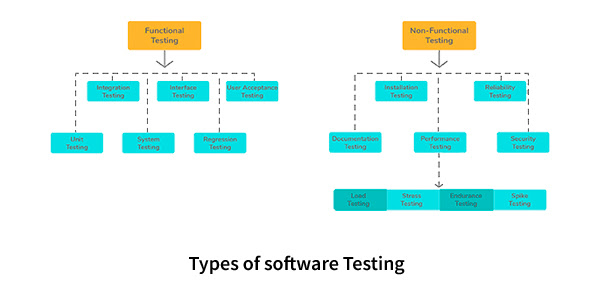 Functional
Testing
Non-Functional
Testing
Integration
Testing
Interface
Testing
User Acceptance
Testing
Installation
Testing
Reliability
Testing
Unit
Testing
System
Testing
Regression
Testing
Documentation
Testing
Performance
Testing
Security
Testing
Load
Testing
Stress
Testing
Endurance
Testing
Spike
Testing
Types of software Testing